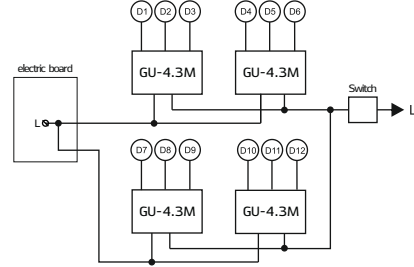 D1 D2 D3 D4 D5 D6
GU-4.3M GU-4.3M
electric board
Switch
L L
D7 D8 D9 D10 D11 D12
GU-4.3M GU-4.3M